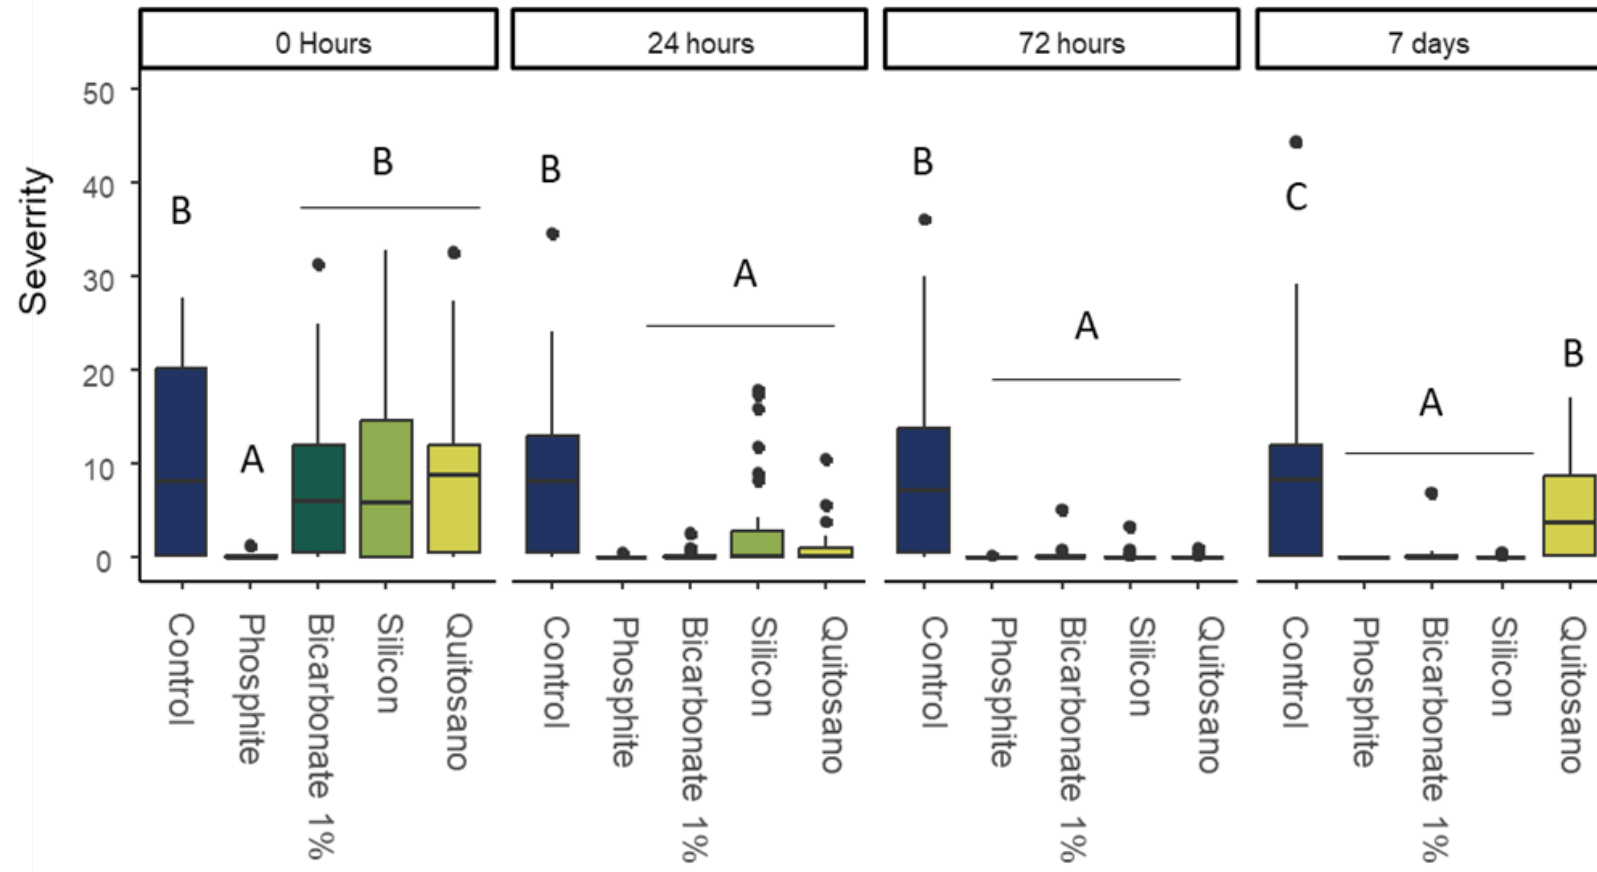 0 Hours
24 hours
72 hours
7 days
Severrity
50
40
30
20
10
0
B
A
B
B
A
B
A
C
A
B
Control
Phosphite
Bicarbonate 1%
Silicon
Quitosano
Control
Phosphite
Bicarbonate 1%
Silicon
Quitosano
Control
Phosphite
Bicarbonate 1%
Silicon
Quitosano
Control
Phosphite
Bicarbonate 1%
Silicon
Quitosano